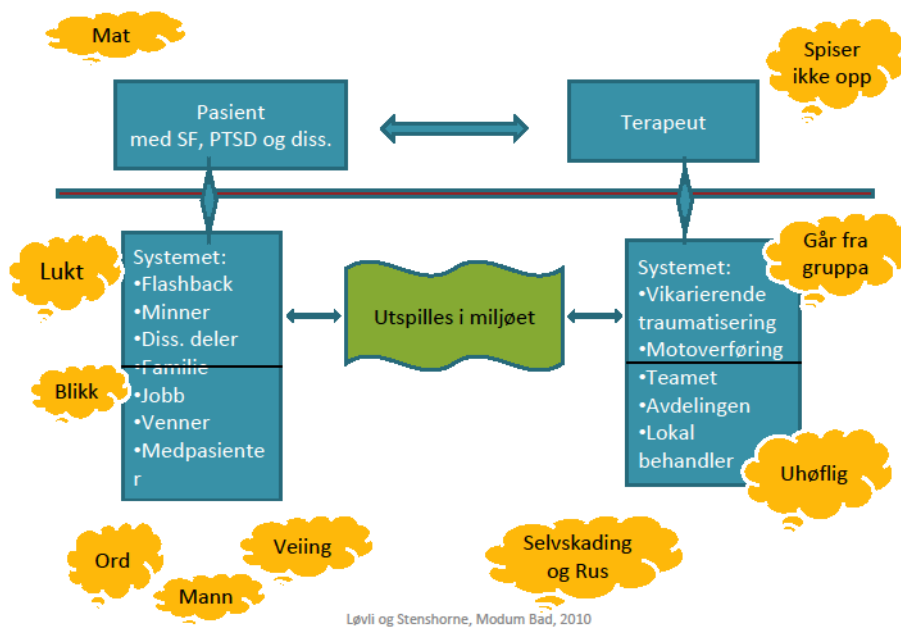 Mat
Spiser
ikke opp
Pasient
med SF, PTSD og diss.
Terapeut
Lukt
Systemet:
•Flashback
•Minner
•Diss. deler
•Familie
•Jobb
•Venner
•Medpasiente
r
Blikk
Utspilles i miljøet
Systemet:
•Vikarierende
traumatisering
•Motoverføring
•Teamet
•Avdelingen
•Lokal
behandler
Går fra
gruppa
Uhøflig
Ord
Mann
Veiing
Selvskading
og Rus
Løvli og Stenshorne, Modum Bad, 2010